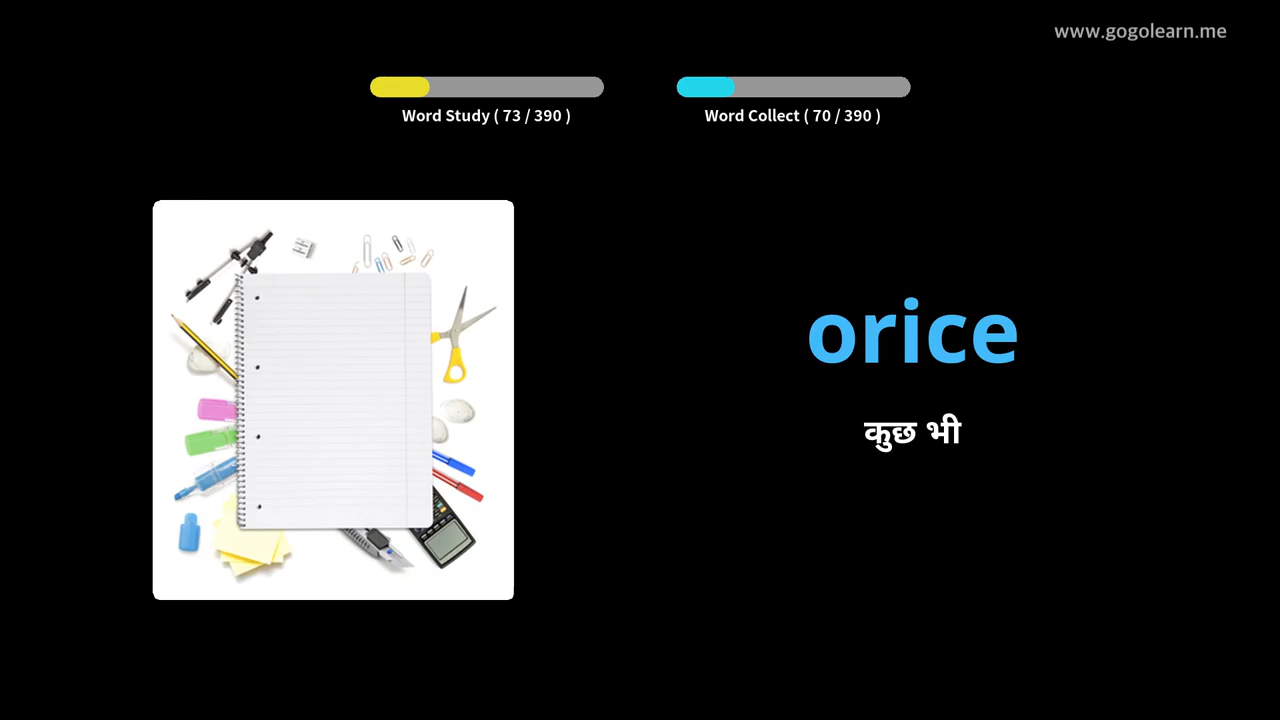 www.gogolearn.me
Word Study ( 73 / 390 )
Word Collect ( 70 / 390 )
orice
कुछ भी